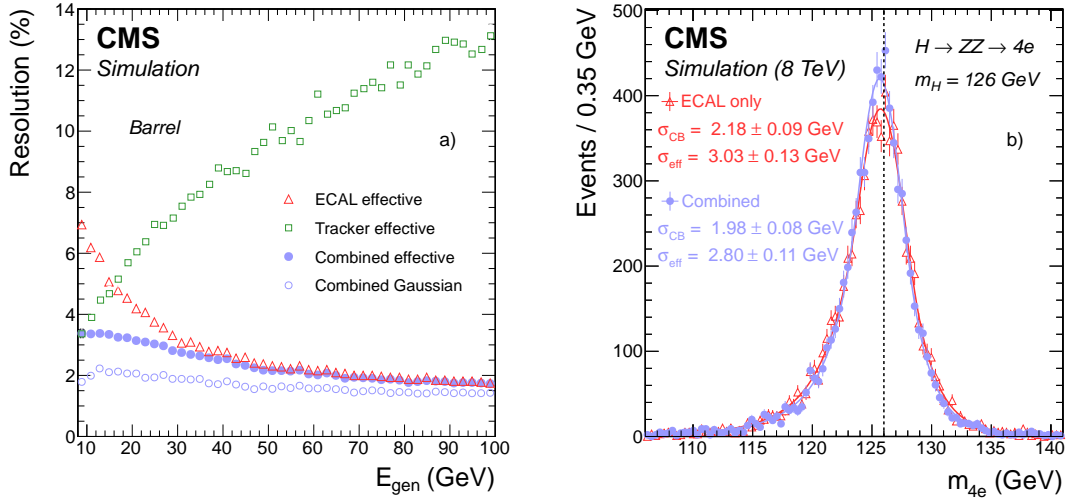 Resolution (%)
14
12
10
8
6
4
2
0
CMS
Simulation
Barrel
a)
ECAL effective
Tracker effective
Combined effective
Combined Gaussian
10 20 30 40 50 60 70 80 90 100
E_gen (GeV)
Events / 0.35 GeV
500
400
300
200
100
0
CMS
Simulation (8 TeV)
H → ZZ → 4e
m_H = 126 GeV
ECAL only
σ_CB = 2.18 ± 0.09 GeV
σ_eff = 3.03 ± 0.13 GeV
b)
Combined
σ_CB = 1.98 ± 0.08 GeV
σ_eff = 2.80 ± 0.11 GeV
110 115 120 125 130 135 140
m_4e (GeV)